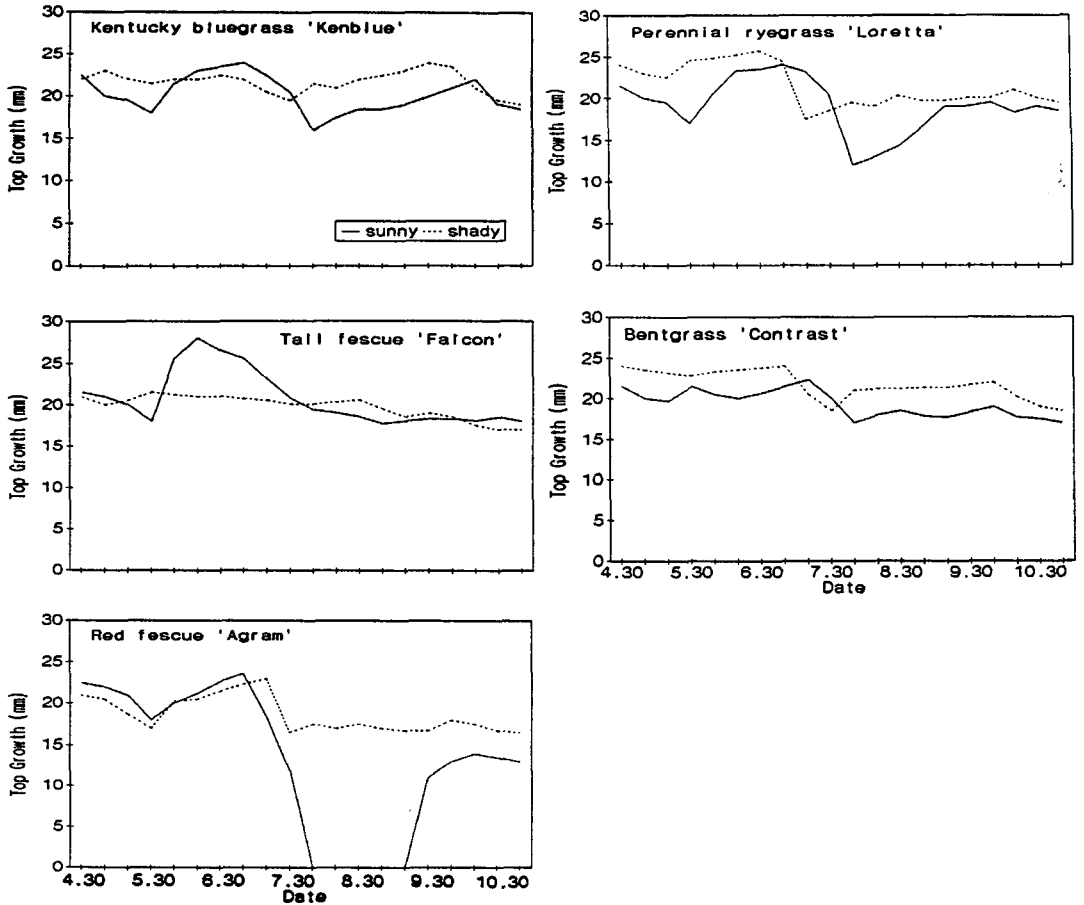 Kentucky bluegrass 'Kenblue'
30
25
20
15
10
5
0
Top Growth (mm)
sunny shady
Perennial ryegrass 'Loretta'
30
25
20
15
10
5
0
Top Growth (mm)
Tall fescue 'Falcon'
30
25
20
15
10
5
0
Top Growth (mm)
Bentgrass 'Contrast'
30
25
20
15
10
5
0
Top Growth (mm)
4.30 5.30 6.30 7.30 8.30 9.30 10.30
Date
Red fescue 'Agram'
30
25
20
15
10
5
0
Top Growth (mm)
4.30 5.30 6.30 7.30 8.30 9.30 10.30
Date